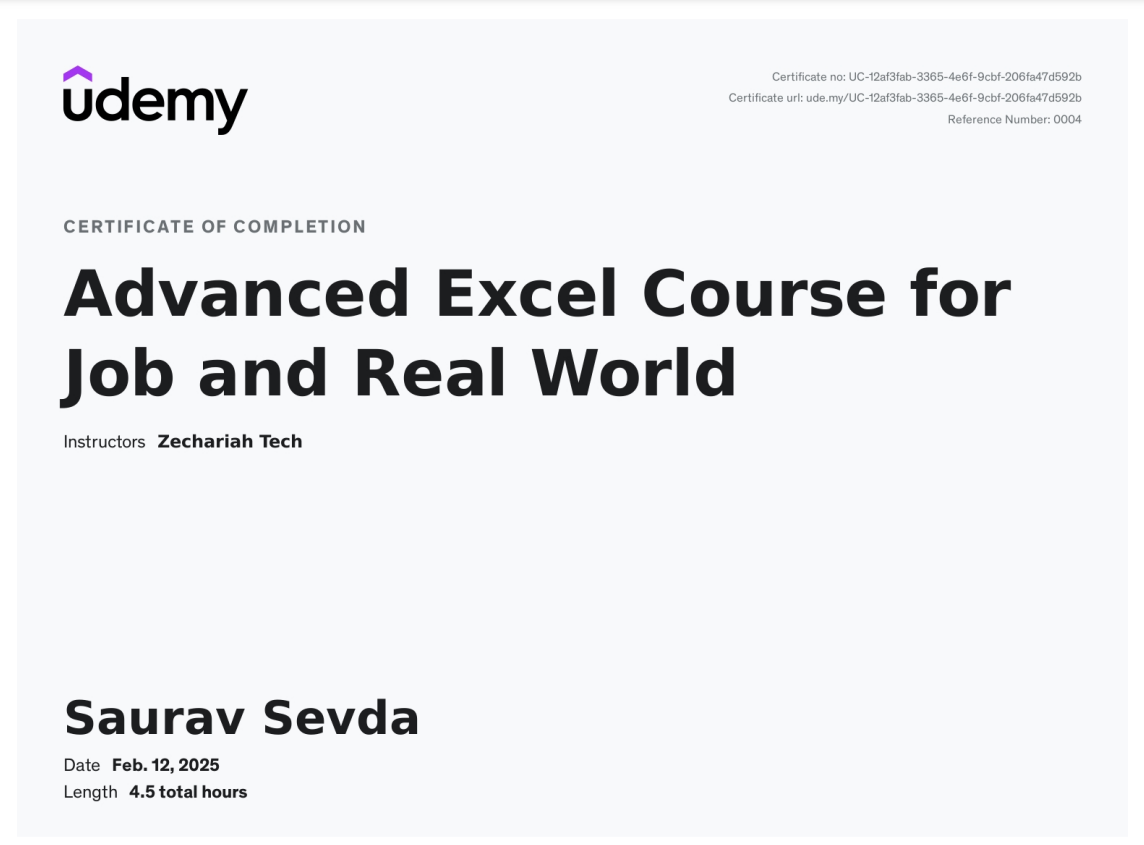 udemy
Certificate no: UC-12af3fab-3365-4e6f-9cbf-206fa47d592b
Certificate url: ude.my/UC-12af3fab-3365-4e6f-9cbf-206fa47d592b
Reference Number: 0004
CERTIFICATE OF COMPLETION
Advanced Excel Course for
Job and Real World
Instructors Zechariah Tech
Saurav Sevda
Date Feb. 12, 2025
Length 4.5 total hours